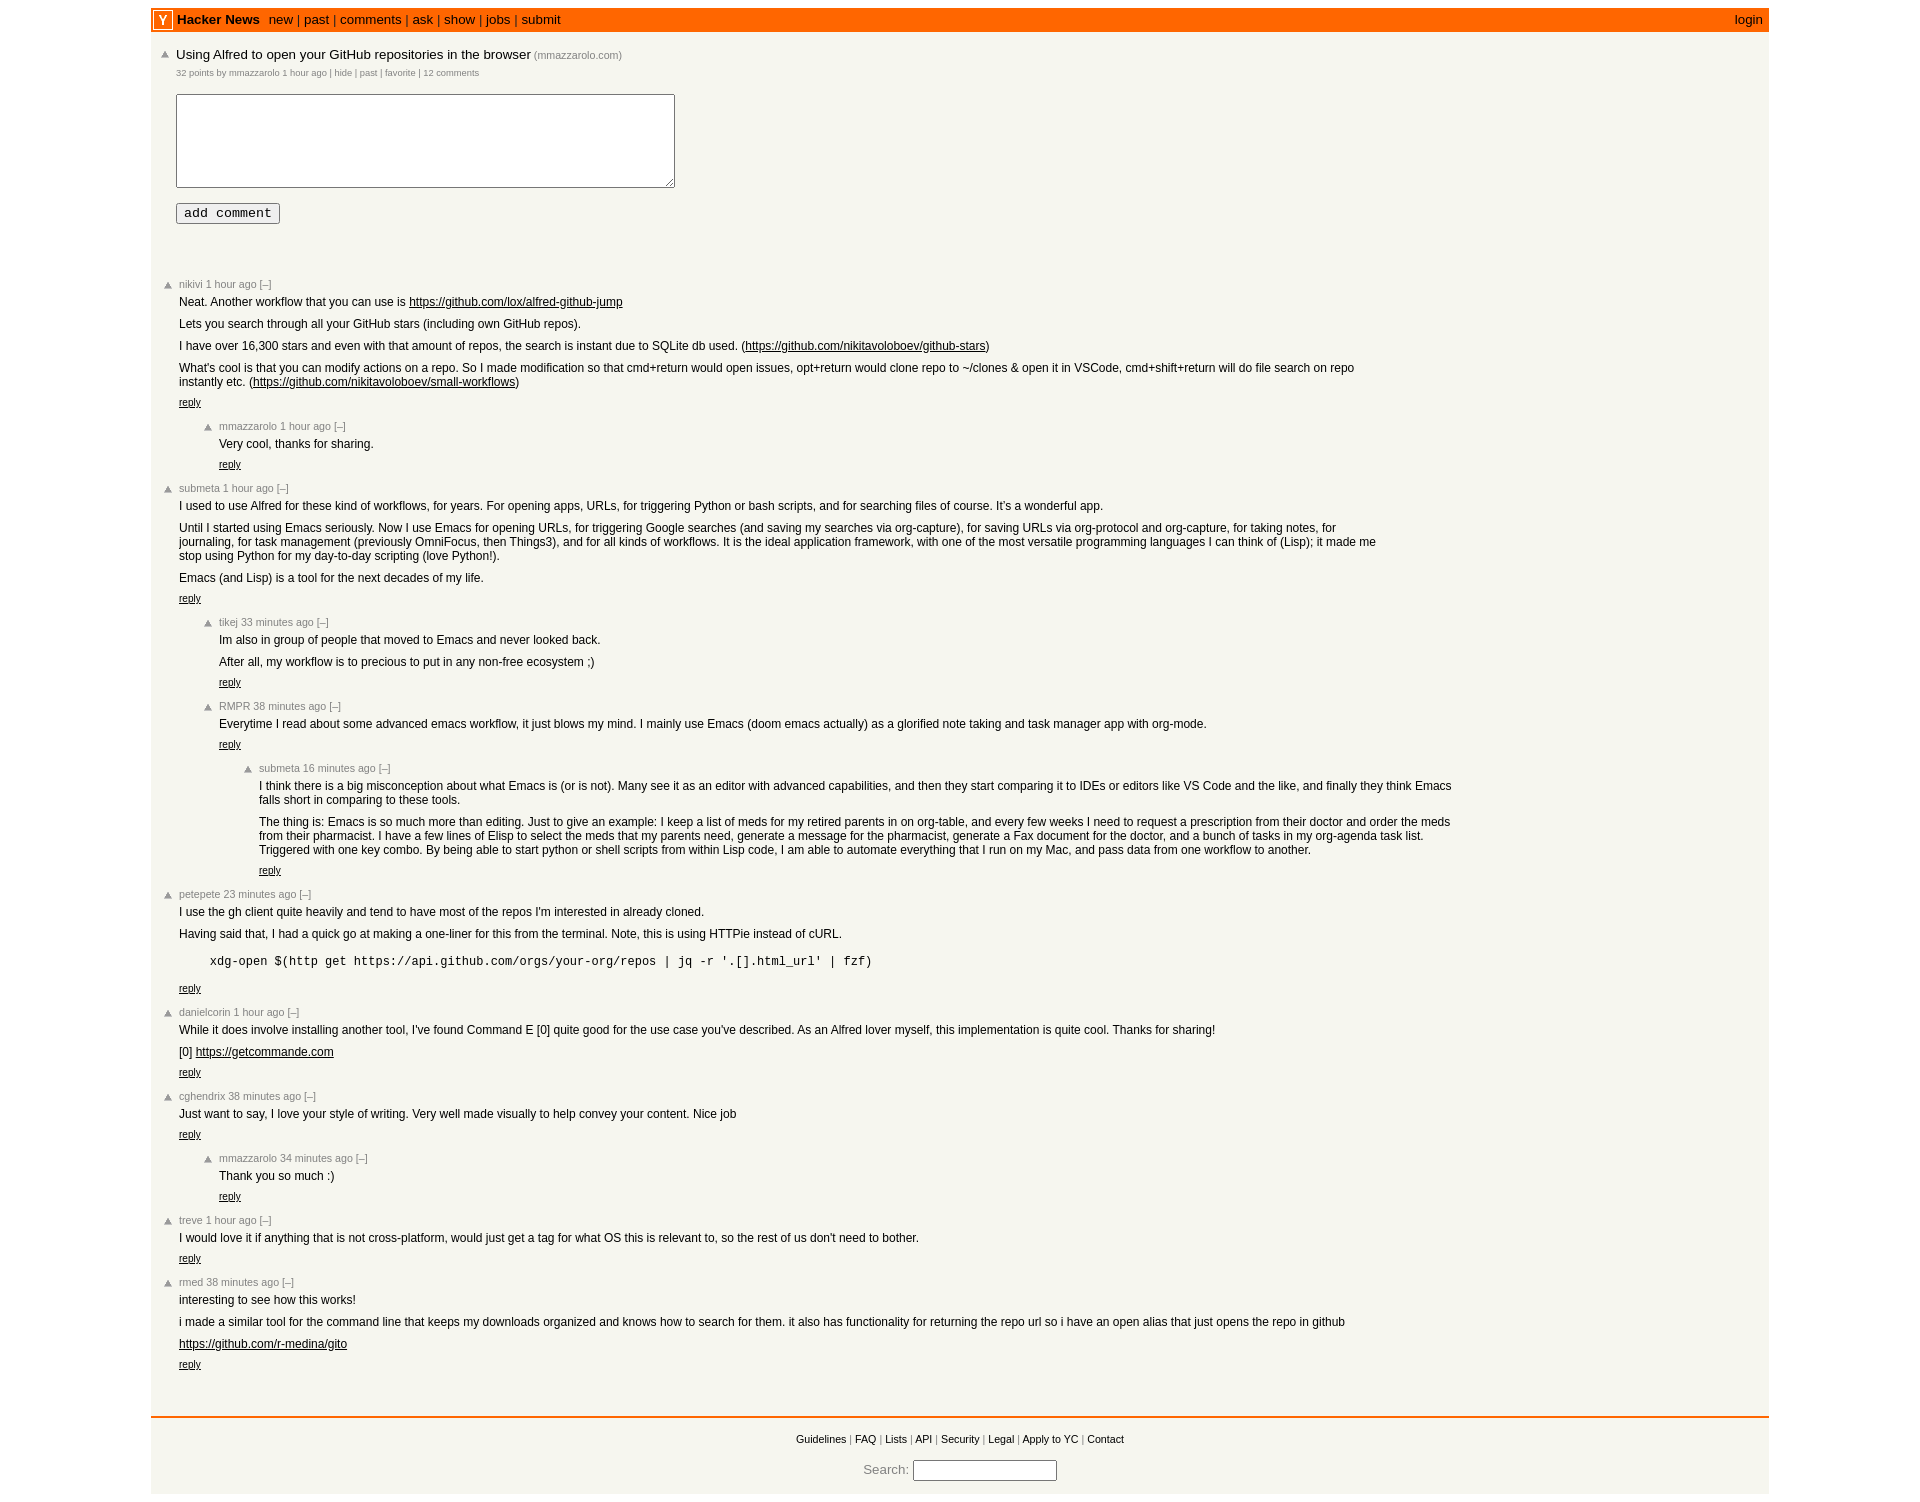 Y Hacker News new | past | comments | ask | show | jobs | submit login
Using Alfred to open your GitHub repositories in the browser (mmazzarolo.com)
32 points by mmazzarolo 1 hour ago | hide | past | favorite | 12 comments
add comment
nikivi 1 hour ago [–]
Neat. Another workflow that you can use is https://github.com/lox/alfred-github-jump
Lets you search through all your GitHub stars (including own GitHub repos).
I have over 16,300 stars and even with that amount of repos, the search is instant due to SQLite db used. (https://github.com/nikitavoloboev/github-stars)
What's cool is that you can modify actions on a repo. So I made modification so that cmd+return would open issues, opt+return would clone repo to ~/clones & open it in VSCode, cmd+shift+return will do file search on repo
instantly etc. (https://github.com/nikitavoloboev/small-workflows)
reply
mmazzarolo 1 hour ago [–]
Very cool, thanks for sharing.
reply
submeta 1 hour ago [–]
I used to use Alfred for these kind of workflows, for years. For opening apps, URLs, for triggering Python or bash scripts, and for searching files of course. It's a wonderful app.
Until I started using Emacs seriously. Now I use Emacs for opening URLs, for triggering Google searches (and saving my searches via org-capture), for saving URLs via org-protocol and org-capture, for taking notes, for
journaling, for task management (previously OmniFocus, then Things3), and for all kinds of workflows. It is the ideal application framework, with one of the most versatile programming languages I can think of (Lisp); it made me
stop using Python for my day-to-day scripting (love Python!).
Emacs (and Lisp) is a tool for the next decades of my life.
reply
tikej 33 minutes ago [–]
Im also in group of people that moved to Emacs and never looked back.
After all, my workflow is to precious to put in any non-free ecosystem ;)
reply
RMPR 38 minutes ago [–]
Everytime I read about some advanced emacs workflow, it just blows my mind. I mainly use Emacs (doom emacs actually) as a glorified note taking and task manager app with org-mode.
reply
submeta 16 minutes ago [–]
I think there is a big misconception about what Emacs is (or is not). Many see it as an editor with advanced capabilities, and then they start comparing it to IDEs or editors like VS Code and the like, and finally they think Emacs
falls short in comparing to these tools.
The thing is: Emacs is so much more than editing. Just to give an example: I keep a list of meds for my retired parents in on org-table, and every few weeks I need to request a prescription from their doctor and order the meds
from their pharmacist. I have a few lines of Elisp to select the meds that my parents need, generate a message for the pharmacist, generate a Fax document for the doctor, and a bunch of tasks in my org-agenda task list.
Triggered with one key combo. By being able to start python or shell scripts from within Lisp code, I am able to automate everything that I run on my Mac, and pass data from one workflow to another.
reply
petepete 23 minutes ago [–]
I use the gh client quite heavily and tend to have most of the repos I'm interested in already cloned.
Having said that, I had a quick go at making a one-liner for this from the terminal. Note, this is using HTTPie instead of cURL.
xdg-open $(http get https://api.github.com/orgs/your-org/repos | jq -r '.[].html_url' | fzf)
reply
danielcorin 1 hour ago [–]
While it does involve installing another tool, I've found Command E [0] quite good for the use case you've described. As an Alfred lover myself, this implementation is quite cool. Thanks for sharing!
[0] https://getcommande.com
reply
cghendrix 38 minutes ago [–]
Just want to say, I love your style of writing. Very well made visually to help convey your content. Nice job
reply
mmazzarolo 34 minutes ago [–]
Thank you so much :)
reply
treve 1 hour ago [–]
I would love it if anything that is not cross-platform, would just get a tag for what OS this is relevant to, so the rest of us don't need to bother.
reply
rmed 38 minutes ago [–]
interesting to see how this works!
i made a similar tool for the command line that keeps my downloads organized and knows how to search for them. it also has functionality for returning the repo url so i have an open alias that just opens the repo in github
https://github.com/r-medina/gito
reply
Guidelines | FAQ | Lists | API | Security | Legal | Apply to YC | Contact
Search: